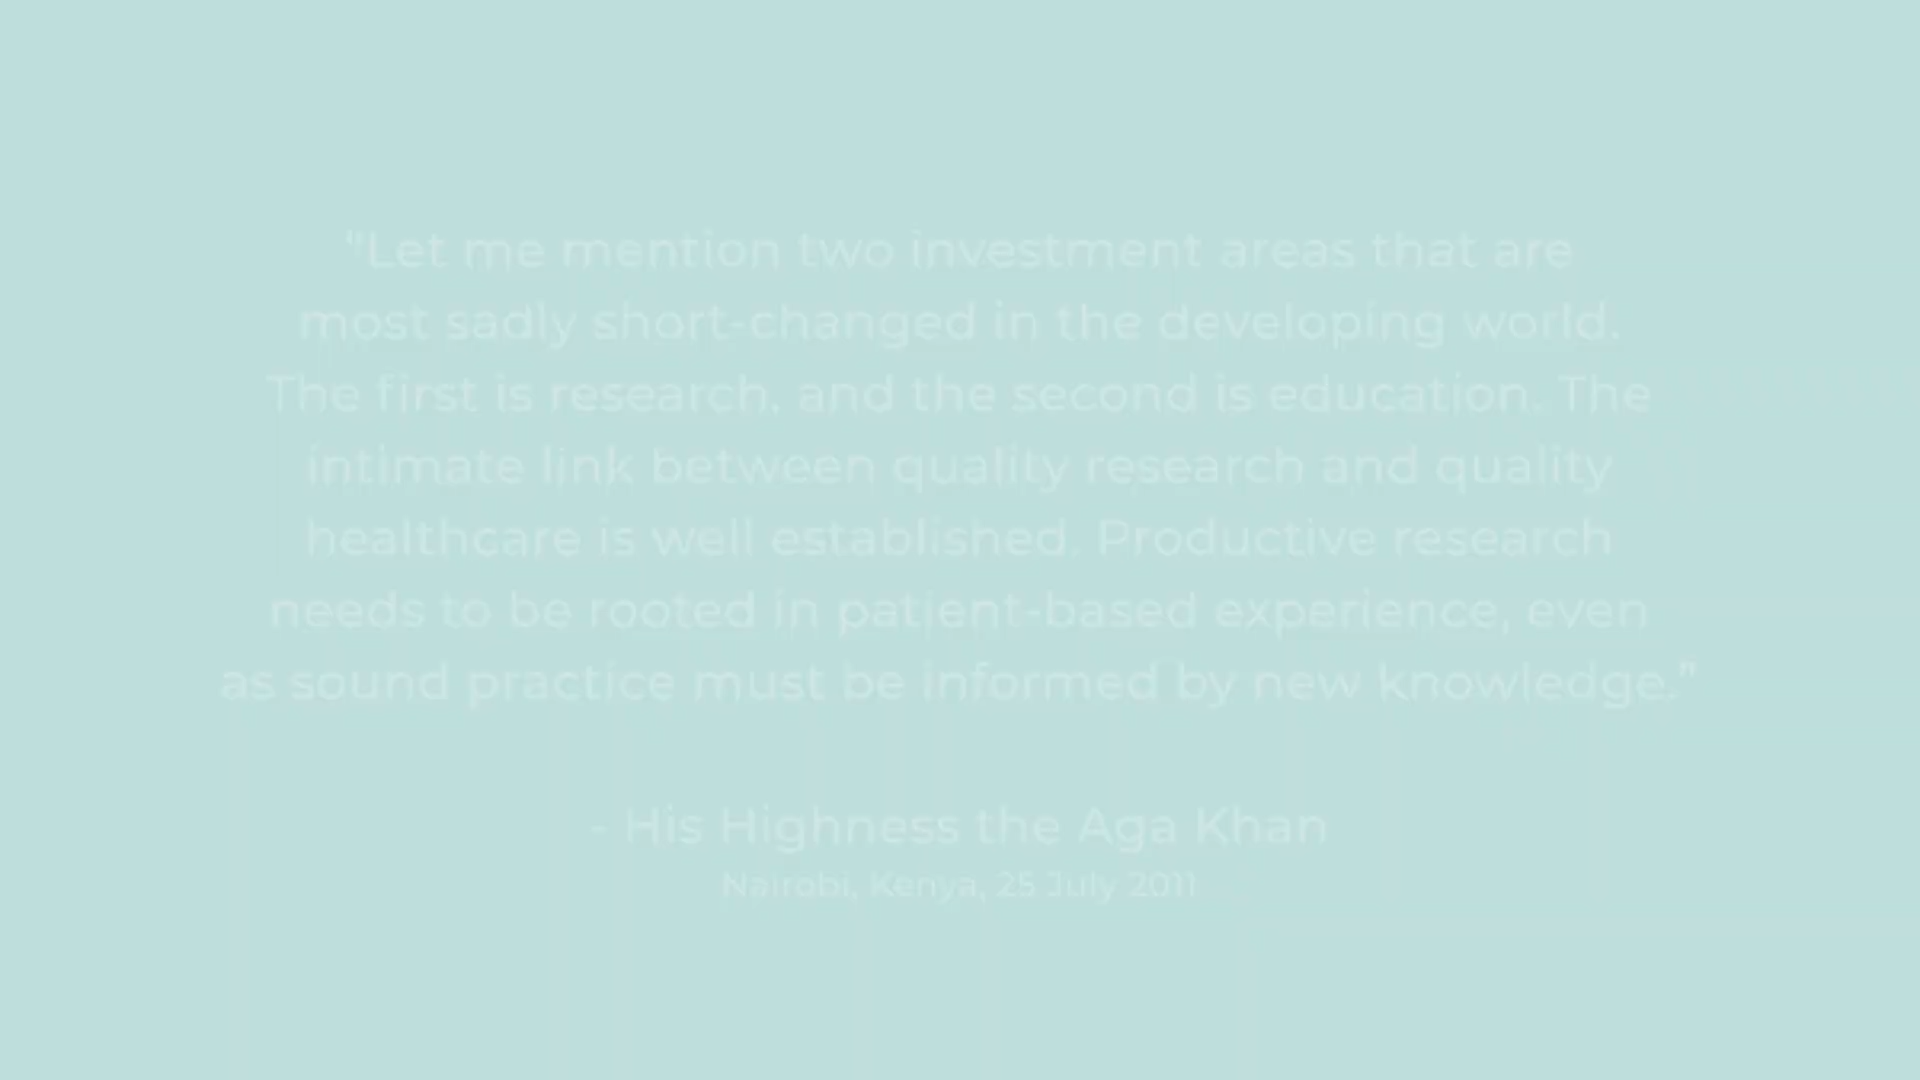 "Let me mention two investment areas that are
most sadly short-changed in the developing world.
The first is research, and the second is education. The
intimate link between quality research and quality
healthcare is well established. Productive research
needs to be rooted in patient-based experience, even
as sound practice must be informed by new knowledge."
- His Highness the Aga Khan
Nairobi, Kenya, 25 July 2011